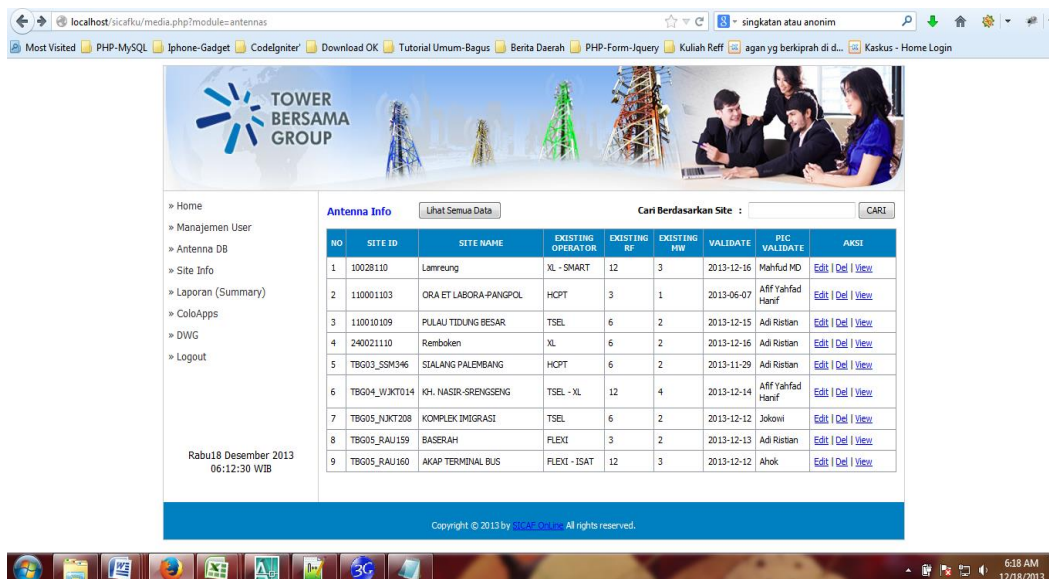 localhost/sicafku/media.php?module=antennas
singkatan atau anonim
Most Visited PHP-MySQL Iphone-Gadget CodeIgniter' Download OK Tutorial Umum-Bagus Berita Daerah PHP-Form-Jquery Kuliah Reff agan yg berkiprah di d... Kaskus - Home Login
TOWER
BERSAMA
GROUP
» Home
» Manajemen User
» Antenna DB
» Site Info
» Laporan (Summary)
» ColoApps
» DWG
» Logout
Rabu18 Desember 2013
06:12:30 WIB
Antenna Info Lihat Semua Data Cari Berdasarkan Site : CARI
NO SITE ID SITE NAME EXISTING OPERATOR EXISTING RF EXISTING MW VALIDATE PIC VALIDATE AKSI
1 10028110 Lamreung XL - SMART 12 3 2013-12-16 Mahfud MD Edit | Del | View
2 110001103 ORA ET LABORA-PANGPOL HCPT 3 1 2013-06-07 Afif Yahfad Hanif Edit | Del | View
3 110010109 PULAU TIDUNG BESAR TSEL 6 2 2013-12-15 Adi Ristian Edit | Del | View
4 240021110 Remboken XL 6 2 2013-12-16 Adi Ristian Edit | Del | View
5 TBG03_SSM346 SIALANG PALEMBANG HCPT 6 2 2013-11-29 Adi Ristian Edit | Del | View
6 TBG04_WJKT014 KH. NASIR-SRENGSENG TSEL - XL 12 4 2013-12-14 Afif Yahfad Hanif Edit | Del | View
7 TBG05_NJKT208 KOMPLEK IMIGRASI TSEL 6 2 2013-12-12 Jokowi Edit | Del | View
8 TBG05_RAU159 BASERAH FLEXI 3 2 2013-12-13 Adi Ristian Edit | Del | View
9 TBG05_RAU160 AKAP TERMINAL BUS FLEXI - ISAT 12 3 2013-12-12 Ahok Edit | Del | View
Copyright © 2013 by SICAF OnLine All rights reserved.
3G
6:18 AM
12/18/2013